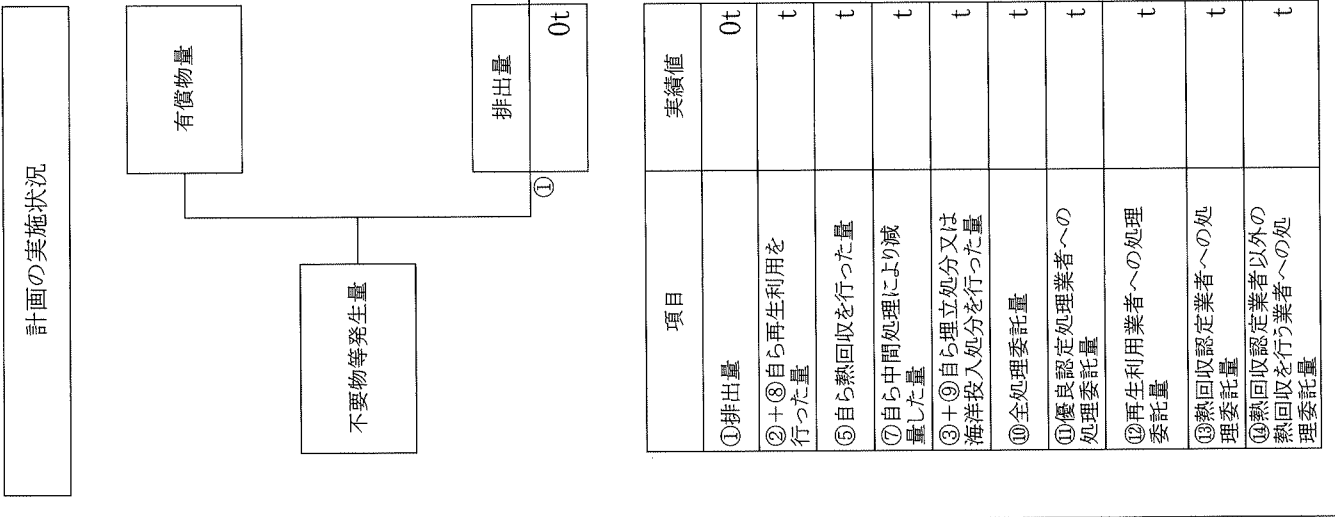 計画の実施状況
有償物量
不要物等発生量
①
排出量
0t
項目 実績値
①排出量 0t
②+⑧自ら再生利用を
行った量 t
⑤自ら熱回収を行った量 t
⑦自ら中間処理により減
量した量 t
③+⑨自ら埋立処分又は
海洋投入処分を行った量 t
⑩全処理委託量 t
⑪優良認定処理業者への
処理委託量 t
⑫再生利用業者への処理
委託量 t
⑬熱回収認定業者への処
理委託量 t
⑭熱回収認定業者以外の
熱回収を行う業者への処
理委託量 t